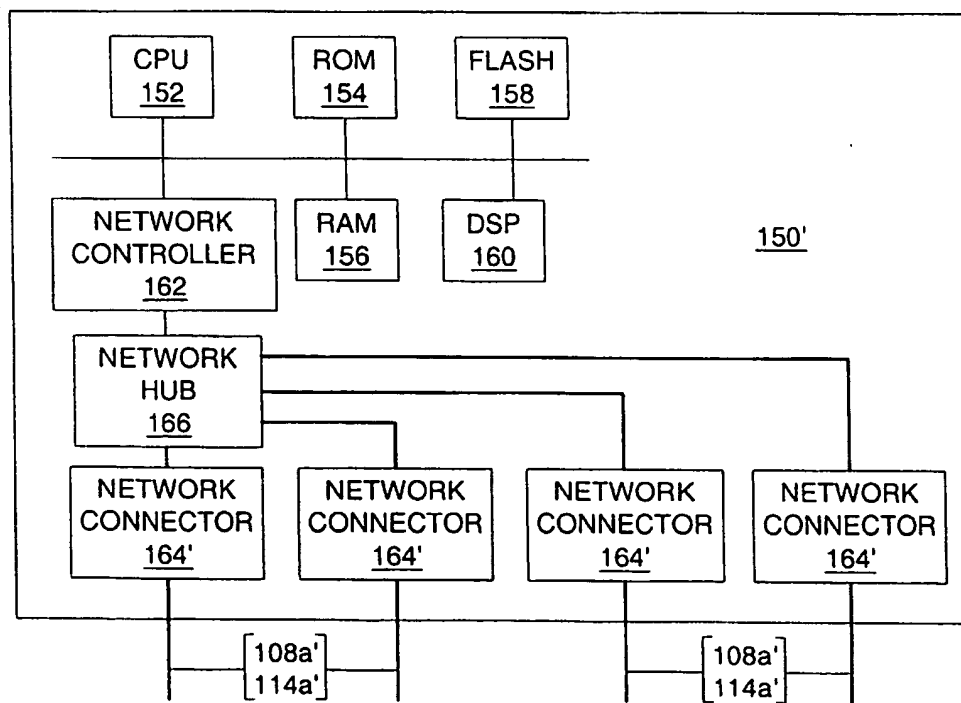 CPU
152
ROM
154
FLASH
158
NETWORK
CONTROLLER
162
RAM
156
DSP
160
150'
NETWORK
HUB
166
NETWORK
CONNECTOR
164'
NETWORK
CONNECTOR
164'
NETWORK
CONNECTOR
164'
NETWORK
CONNECTOR
164'
108a'
114a'
108a'
114a'